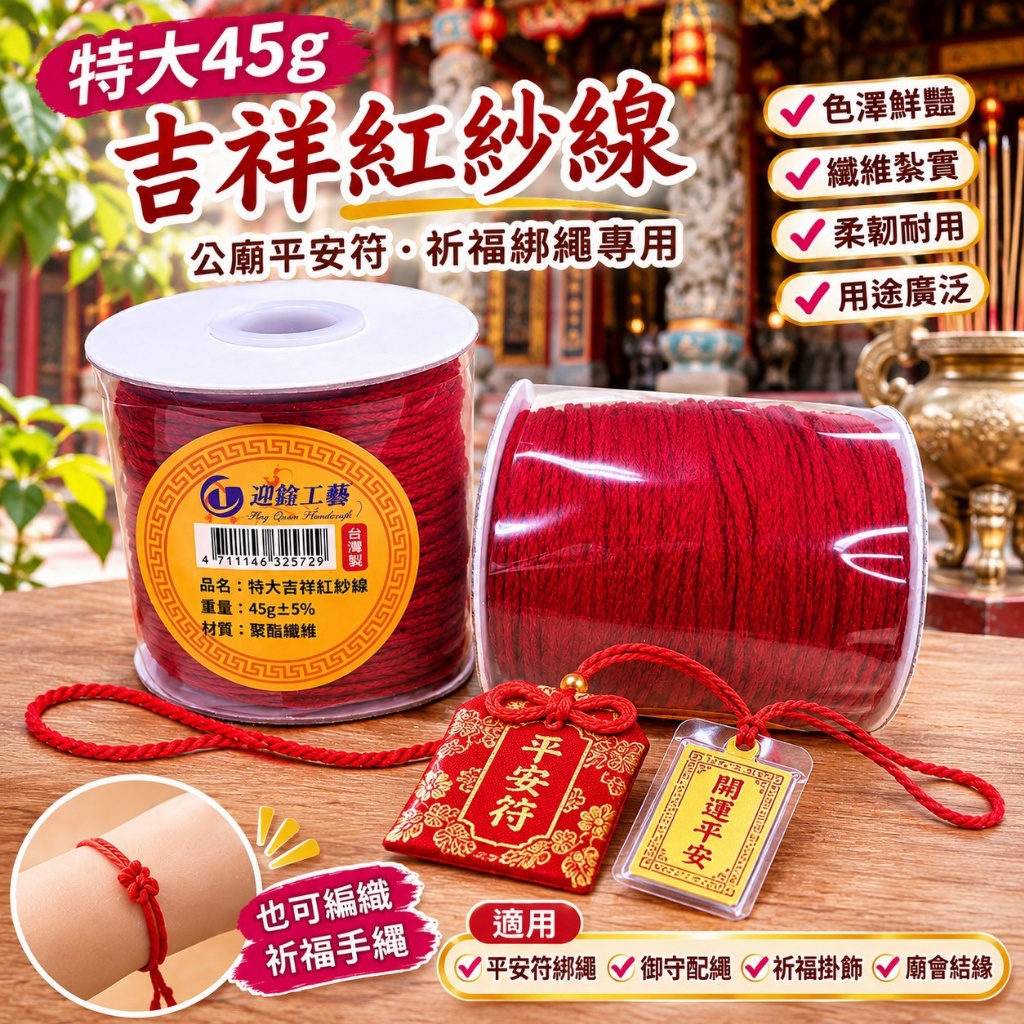 特大45g
吉祥紅紗線
公廟平安符·祈福綁繩專用
色澤鮮豔
纖維紮實
柔韌耐用
用途廣泛
迎鑫工藝
4 711146 325729
台灣製
品名：特大吉祥紅紗線
重量：45g±5%
材質：聚酯纖維
平安符
開運平安
也可編織
祈福手繩
適用
平安符綁繩
御守配繩
祈福掛飾
廟會結緣